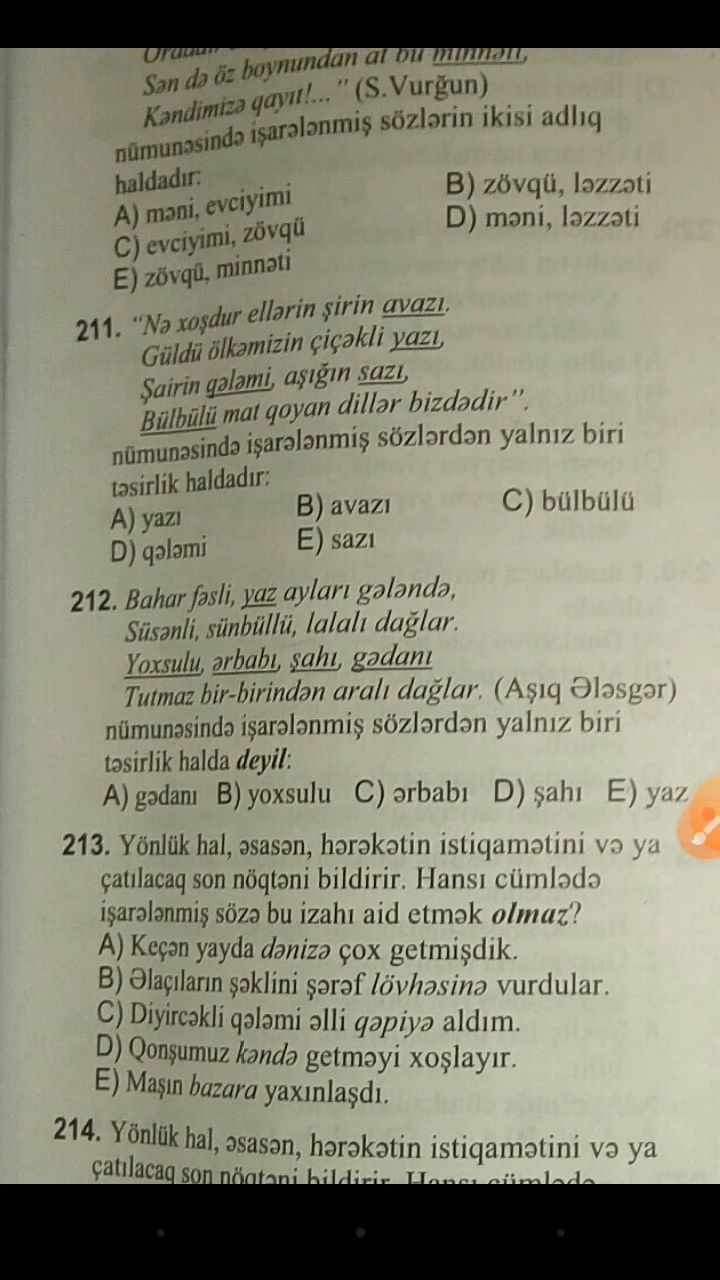 Sən də öz boynundan at bu minnəti,
Kəndimizə qayıt!..." (S.Vurğun)
nümunəsində işarələnmiş sözlərin ikisi adlıq
haldadır:
A) məni, evciyimi B) zövqü, ləzzəti
C) evciyimi, zövqü D) məni, ləzzəti
E) zövqü, minnəti
211. "Nə xoşdur ellərin şirin avazı.
Güldü ölkəmizin çiçəkli yazı,
Şairin qələmi, aşığın sazı,
Bülbülü mat qoyan dillər bizdədir".
nümunəsində işarələnmiş sözlərdən yalnız biri
təsirlik haldadır:
A) yazı B) avazı C) bülbülü
D) qələmi E) sazı
212. Bahar fəsli, yaz ayları gələndə,
Süsənli, sünbüllü, lalalı dağlar.
Yoxsulu, ərbabı, şahı, gədanı
Tutmaz bir-birindən aralı dağlar. (Aşıq Ələsgər)
nümunəsində işarələnmiş sözlərdən yalnız biri
təsirlik halda deyil:
A) gədanı B) yoxsulu C) ərbabı D) şahı E) yaz
213. Yönlük hal, əsasən, hərəkətin istiqamətini və ya
çatılacaq son nöqtəni bildirir. Hansı cümlədə
işarələnmiş sözə bu izahı aid etmək olmaz?
A) Keçən yayda dənizə çox getmişdik.
B) Əlaçıların şəklini şərəf lövhəsinə vurdular.
C) Diyircəkli qələmi əlli qəpiyə aldım.
D) Qonşumuz kəndə getməyi xoşlayır.
E) Maşın bazara yaxınlaşdı.
214. Yönlük hal, əsasən, hərəkətin istiqamətini və ya
çatılacaq son nöqtəni bildirir. Hansı cümlədə